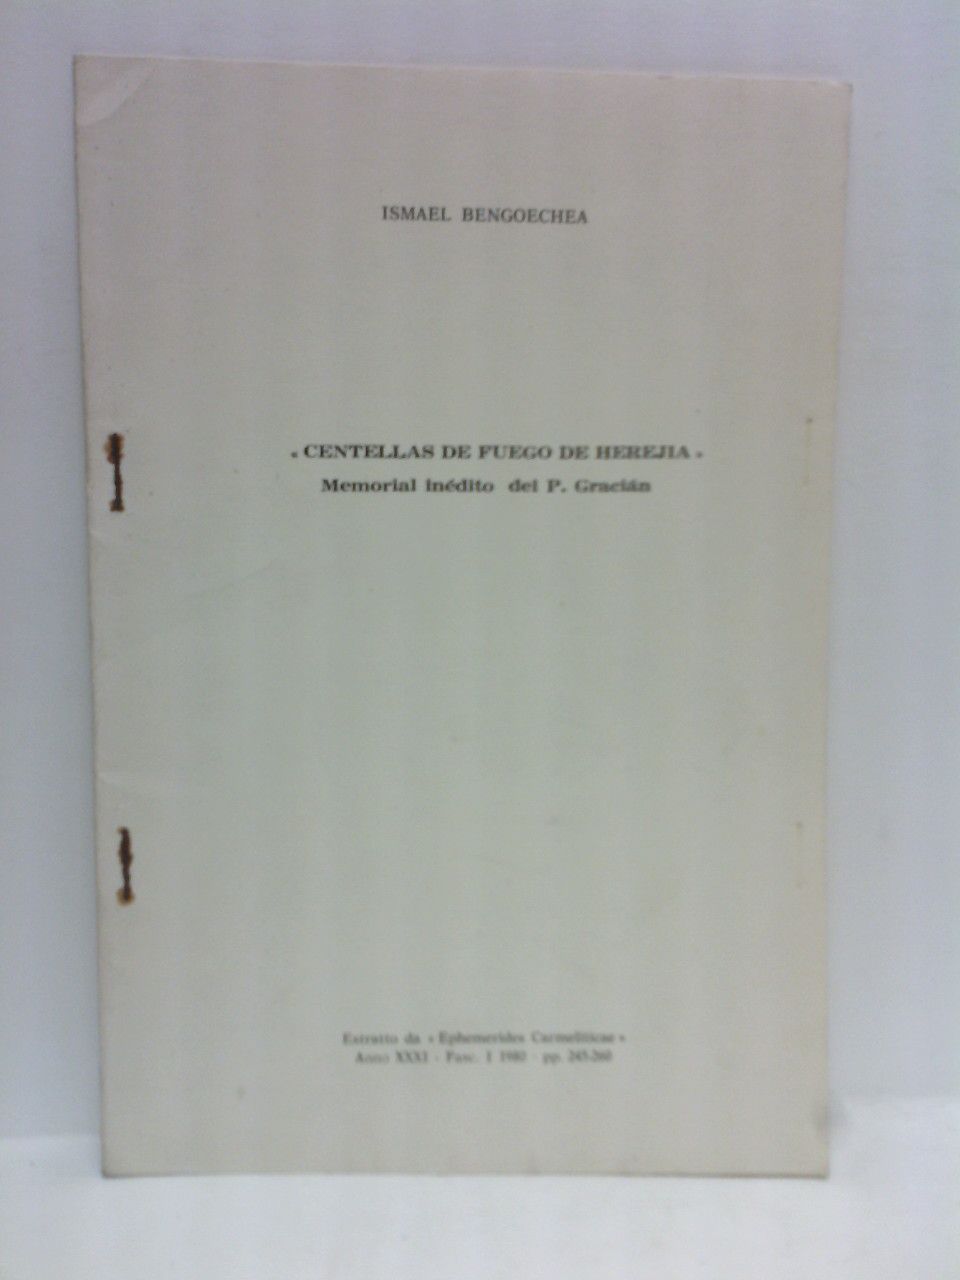 ISMAEL BENGOECHEA
« CENTELLAS DE FUEGO DE HEREJIA »
Memorial inédito del P. Gracián
Estratto da « Ephemerides Carmeliticae »
Anno XXXI - Fasc. I 1980 - pp. 245-260